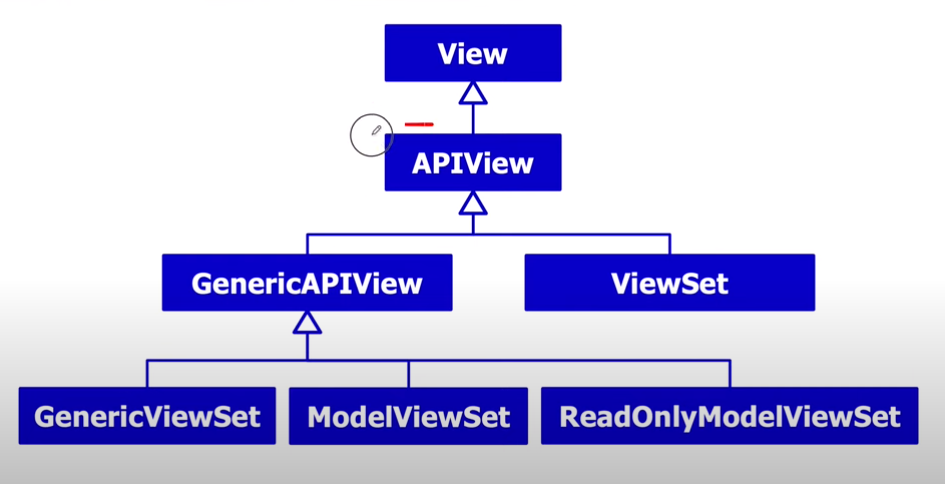 View
APIView
GenericAPIView
ViewSet
GenericViewSet
ModelViewSet
ReadOnlyModelViewSet